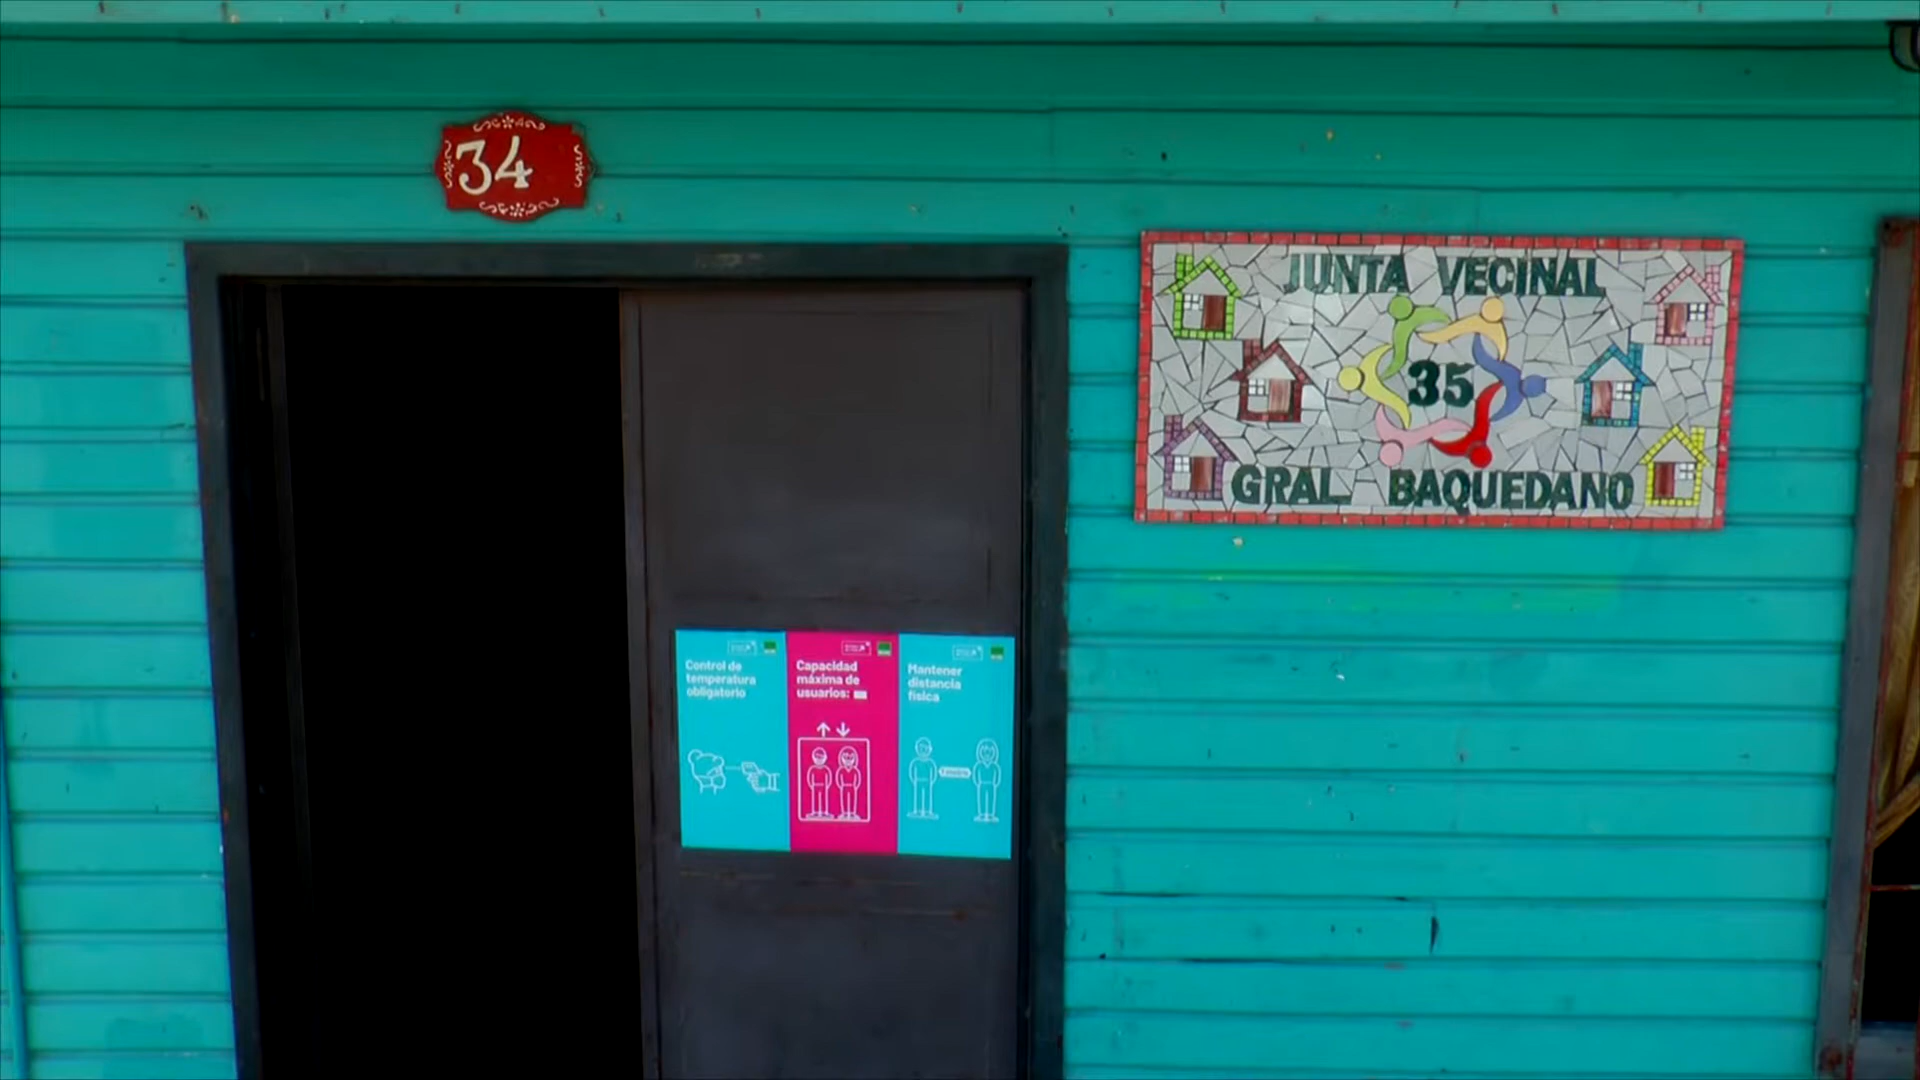 34
JUNTA VECINAL
35
GRAL BAQUEDANO
Control de
temperatura
obligatorio
Capacidad
máxima de
usuarios:
Mantener
distancia
física